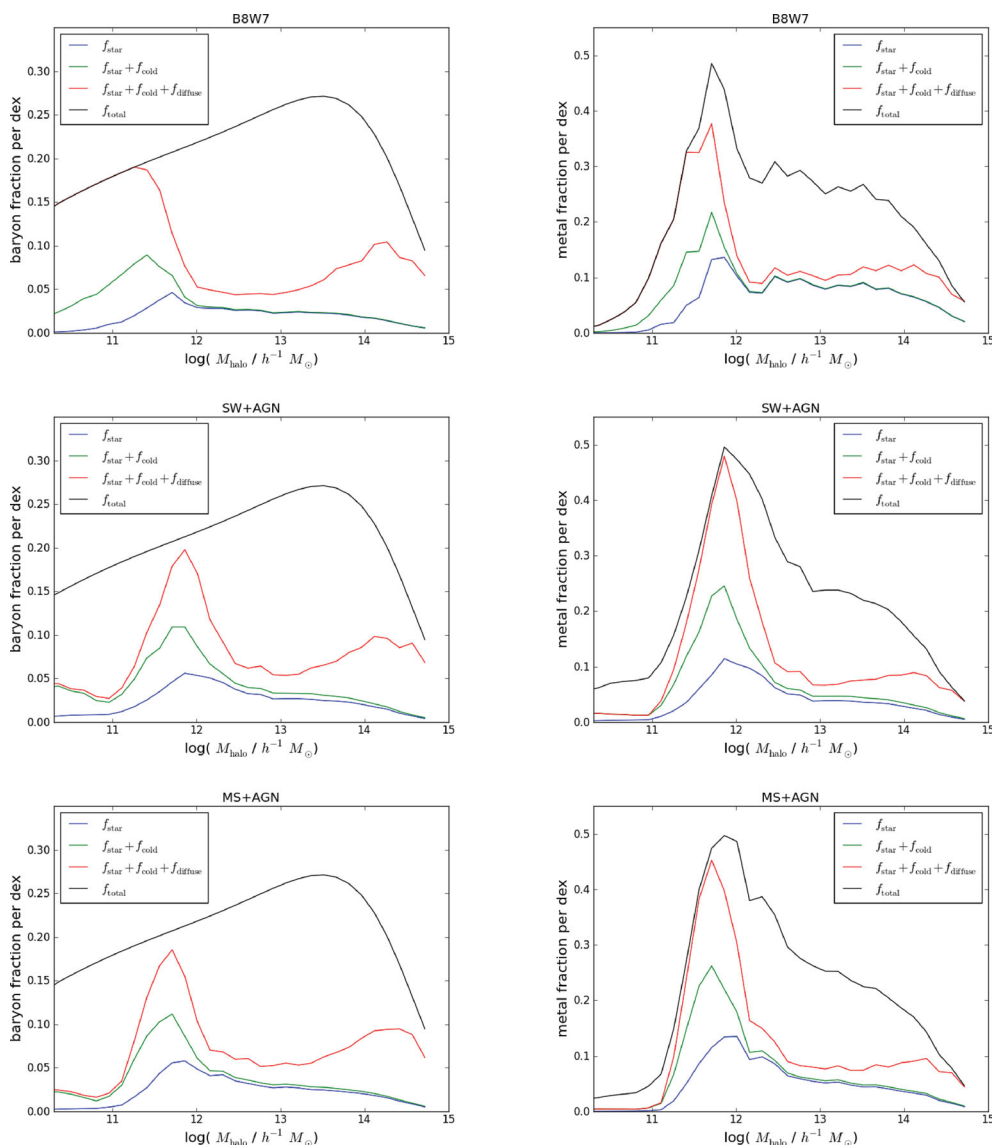 B8W7
baryon fraction per dex
0.35
0.30
0.25
0.20
0.15
0.10
0.05
0.00
f_star
f_star + f_cold
f_star + f_cold + f_diffuse
f_total
11 12 13 14 15
log( M_halo / h^−1 M_⊙)
B8W7
metal fraction per dex
0.5
0.4
0.3
0.2
0.1
0.0
f_star
f_star + f_cold
f_star + f_cold + f_diffuse
f_total
11 12 13 14 15
log( M_halo / h^−1 M_⊙)
SW+AGN
baryon fraction per dex
0.30
0.25
0.20
0.15
0.10
0.05
0.00
f_star
f_star + f_cold
f_star + f_cold + f_diffuse
f_total
11 12 13 14 15
log( M_halo / h^−1 M_⊙)
SW+AGN
metal fraction per dex
0.5
0.4
0.3
0.2
0.1
0.0
f_star
f_star + f_cold
f_star + f_cold + f_diffuse
f_total
11 12 13 14 15
log( M_halo / h^−1 M_⊙)
MS+AGN
baryon fraction per dex
0.30
0.25
0.20
0.15
0.10
0.05
0.00
f_star
f_star + f_cold
f_star + f_cold + f_diffuse
f_total
11 12 13 14 15
log( M_halo / h^−1 M_⊙)
MS+AGN
metal fraction per dex
0.5
0.4
0.3
0.2
0.1
0.0
f_star
f_star + f_cold
f_star + f_cold + f_diffuse
f_total
11 12 13 14 15
log( M_halo / h^−1 M_⊙)